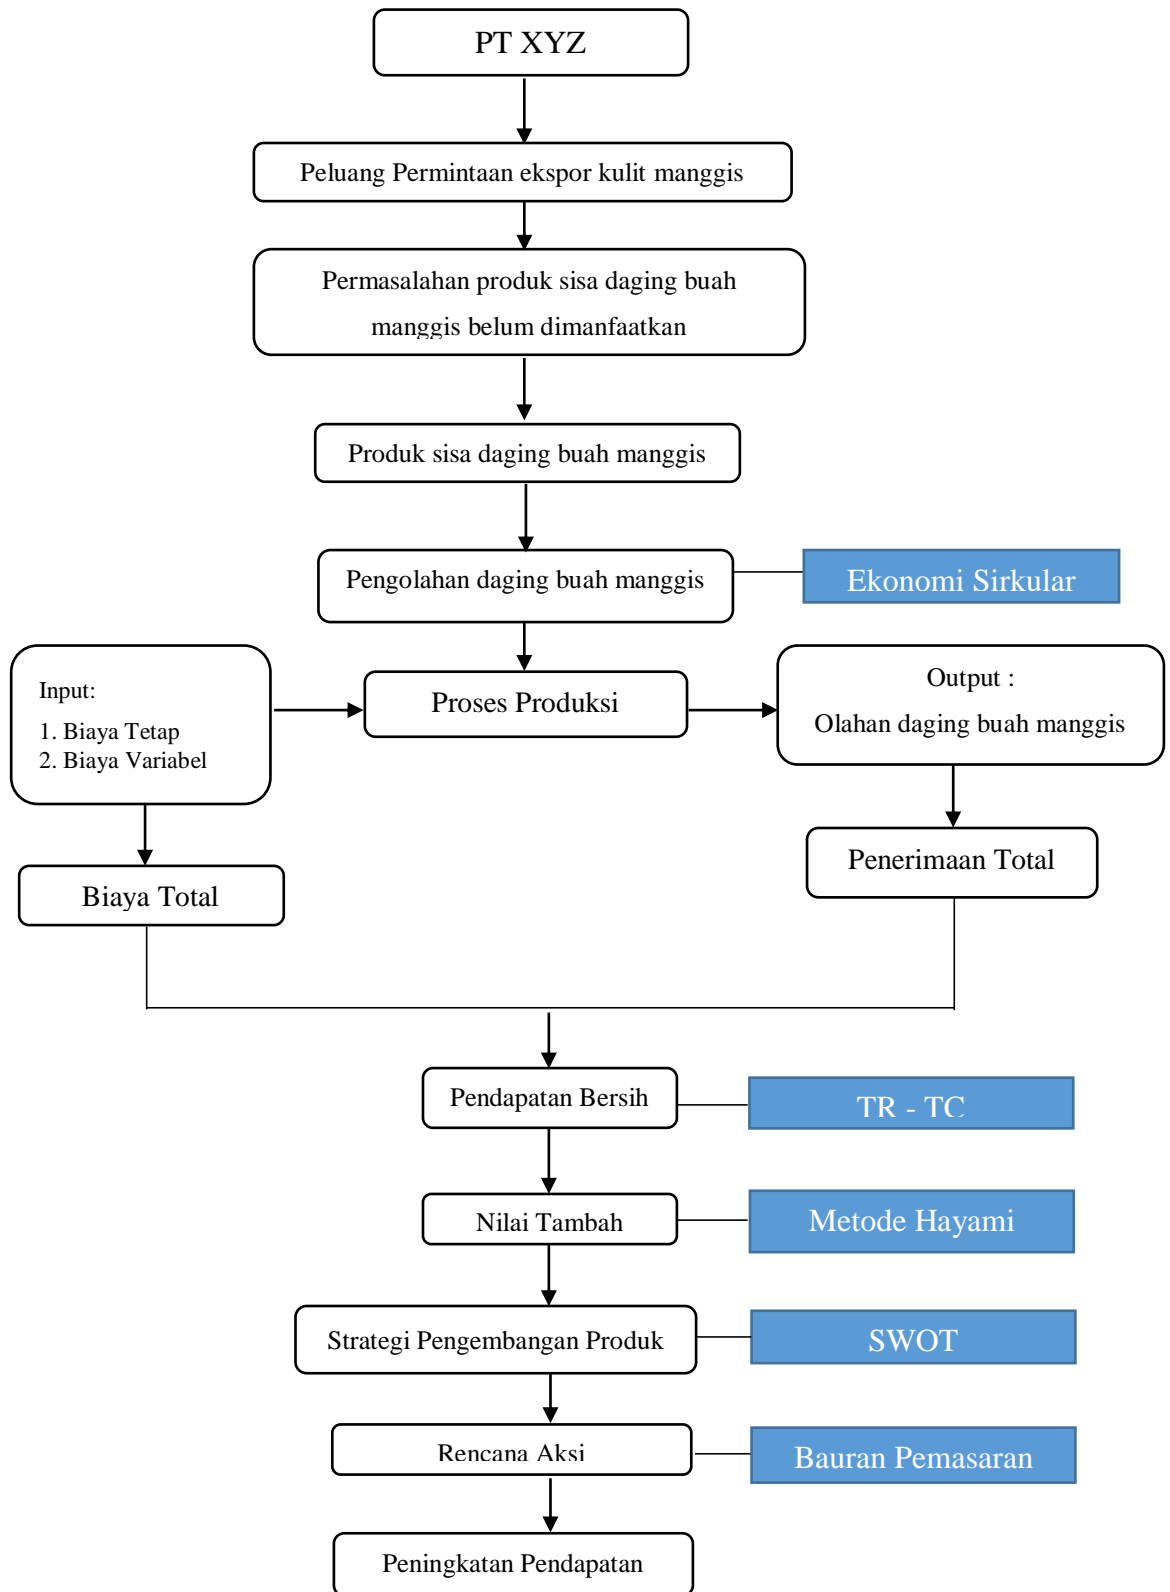 PT XYZ
Peluang Permintaan ekspor kulit manggis
Permasalahan produk sisa daging buah
manggis belum dimanfaatkan
Produk sisa daging buah manggis
Pengolahan daging buah manggis
Ekonomi Sirkular
Input:
1. Biaya Tetap
2. Biaya Variabel
Proses Produksi
Output :
Olahan daging buah manggis
Biaya Total
Penerimaan Total
Pendapatan Bersih
TR - TC
Nilai Tambah
Metode Hayami
Strategi Pengembangan Produk
SWOT
Rencana Aksi
Bauran Pemasaran
Peningkatan Pendapatan